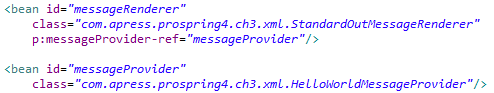 <bean id="messageRenderer"
class="com.apress.prospring4.ch3.xml.StandardOutMessageRenderer"
p:messageProvider-ref="messageProvider"/>
<bean id="messageProvider"
class="com.apress.prospring4.ch3.xml.HelloWorldMessageProvider"/>